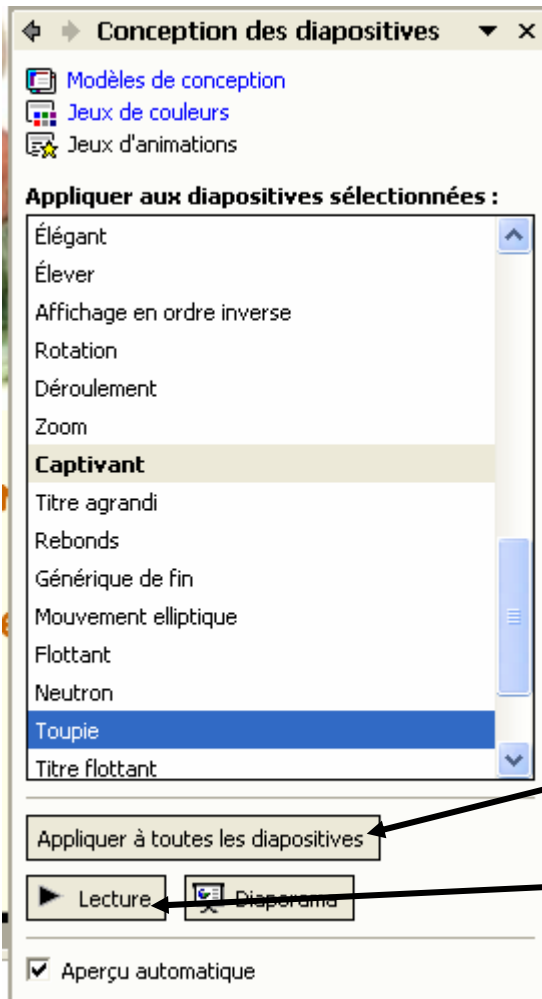 Conception des diapositives
Modèles de conception
Jeux de couleurs
Jeux d'animations
Appliquer aux diapositives sélectionnées :
Élégant
Élever
Affichage en ordre inverse
Rotation
Déroulement
Zoom
Captivant
Titre agrandi
Rebonds
Générique de fin
Mouvement elliptique
Flottant
Neutron
Toupie
Titre flottant
Appliquer à toutes les diapositives
Lecture Diaporama
Aperçu automatique